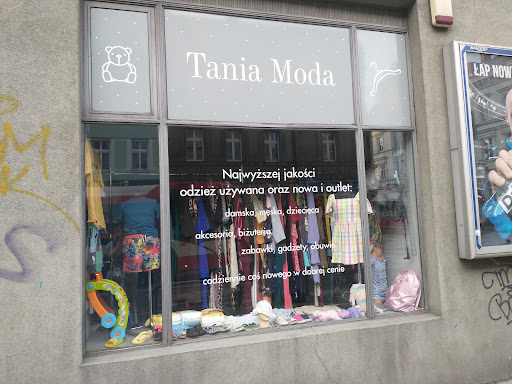 Tania Moda
Najwyższej jakości
odzież używana oraz nowa i outlet:
damska, męska, dziecięca
akcesoria, biżuteria,
zabawki, gadżety, obuwie
codziennie coś nowego w dobrej cenie
ŁAP NOW